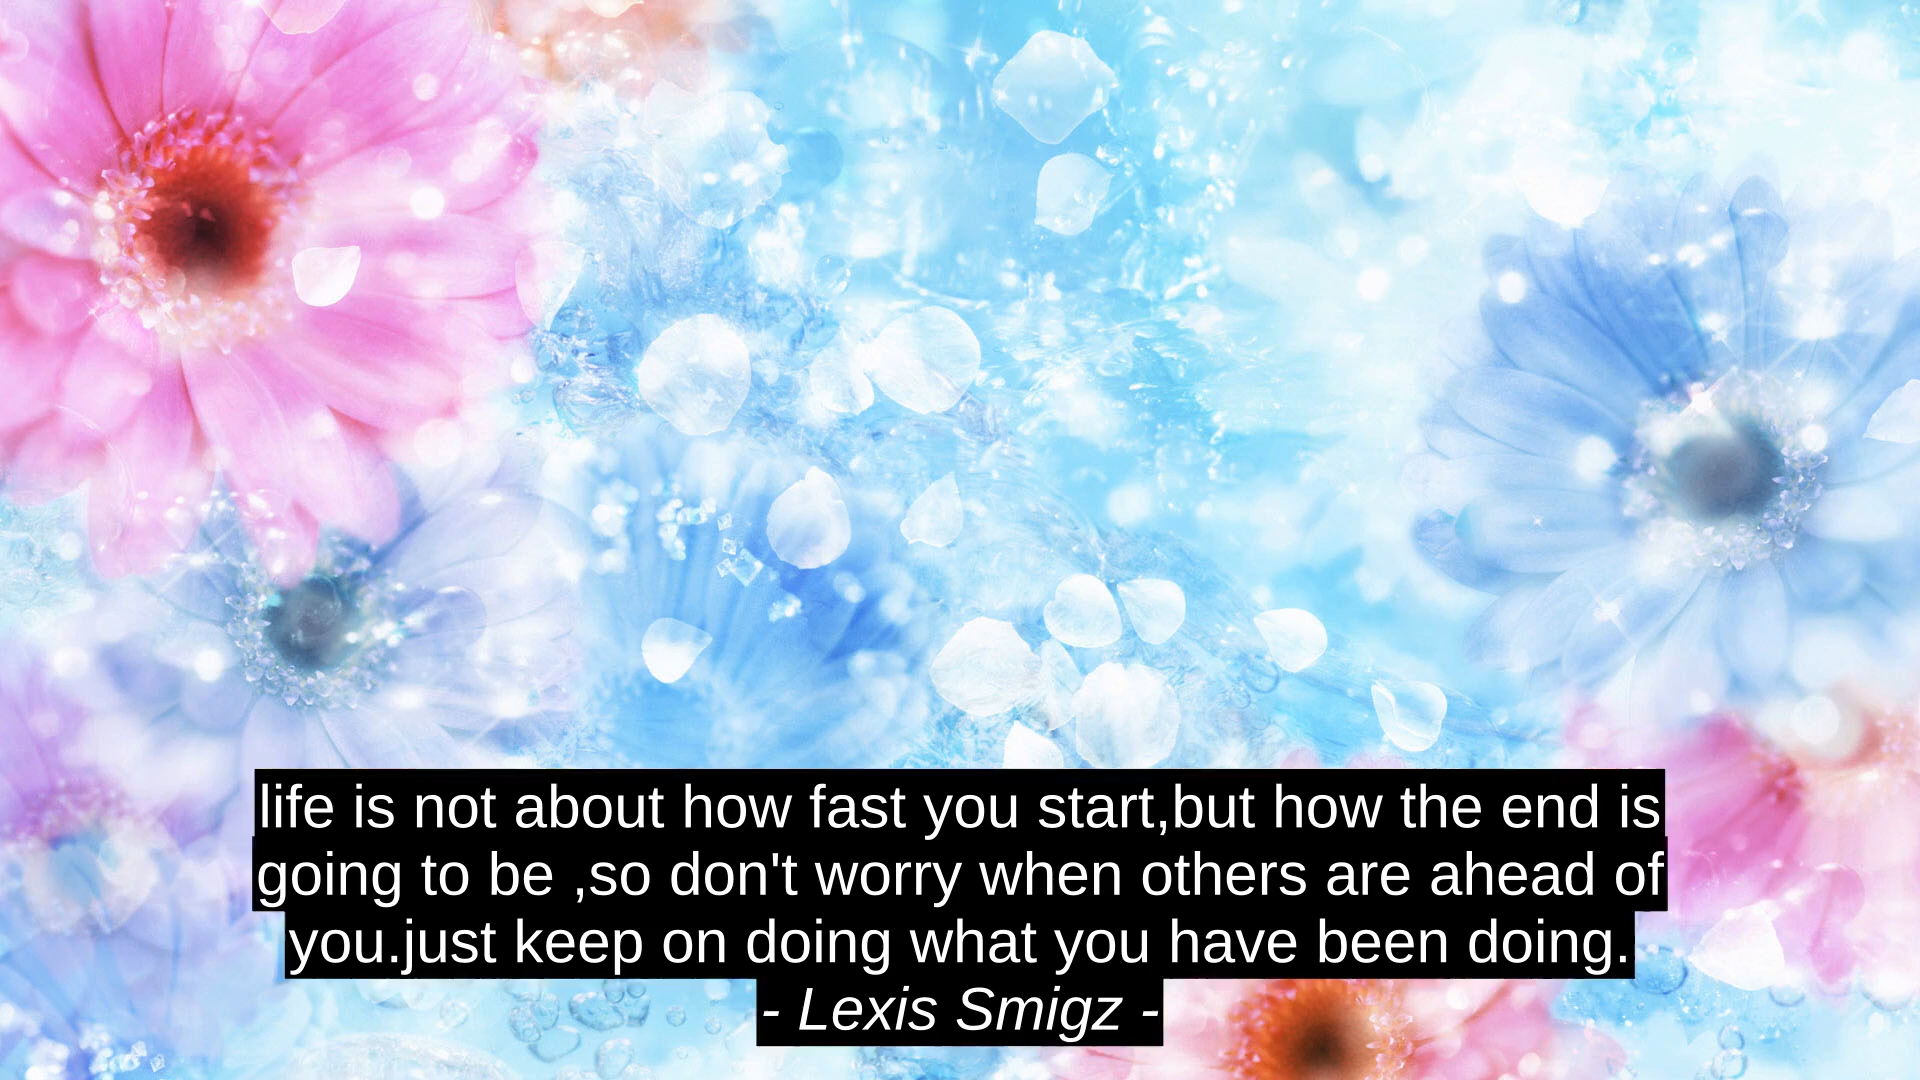 life is not about how fast you start,but how the end is
going to be ,so don't worry when others are ahead of
you.just keep on doing what you have been doing.
- Lexis Smigz -